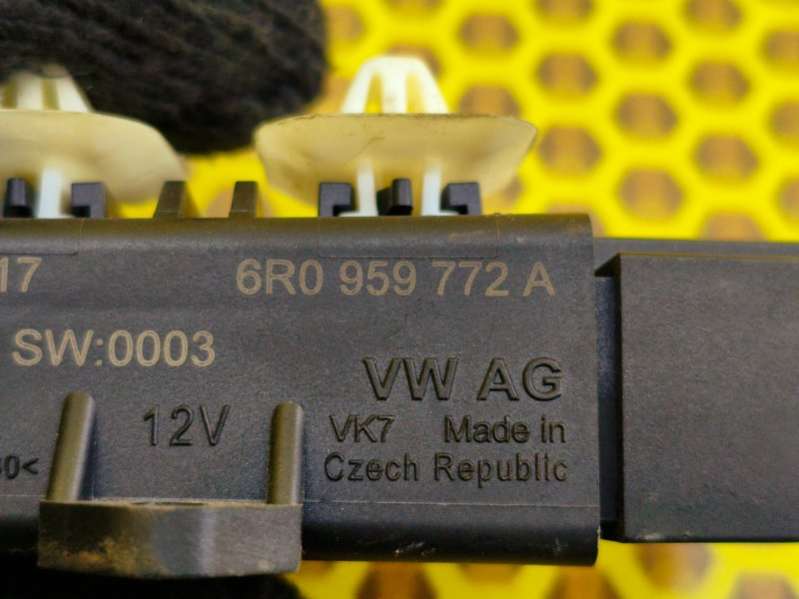 17 6R0 959 772 A
SW:0003
VW AG
12V VK7 Made in
Czech Republic